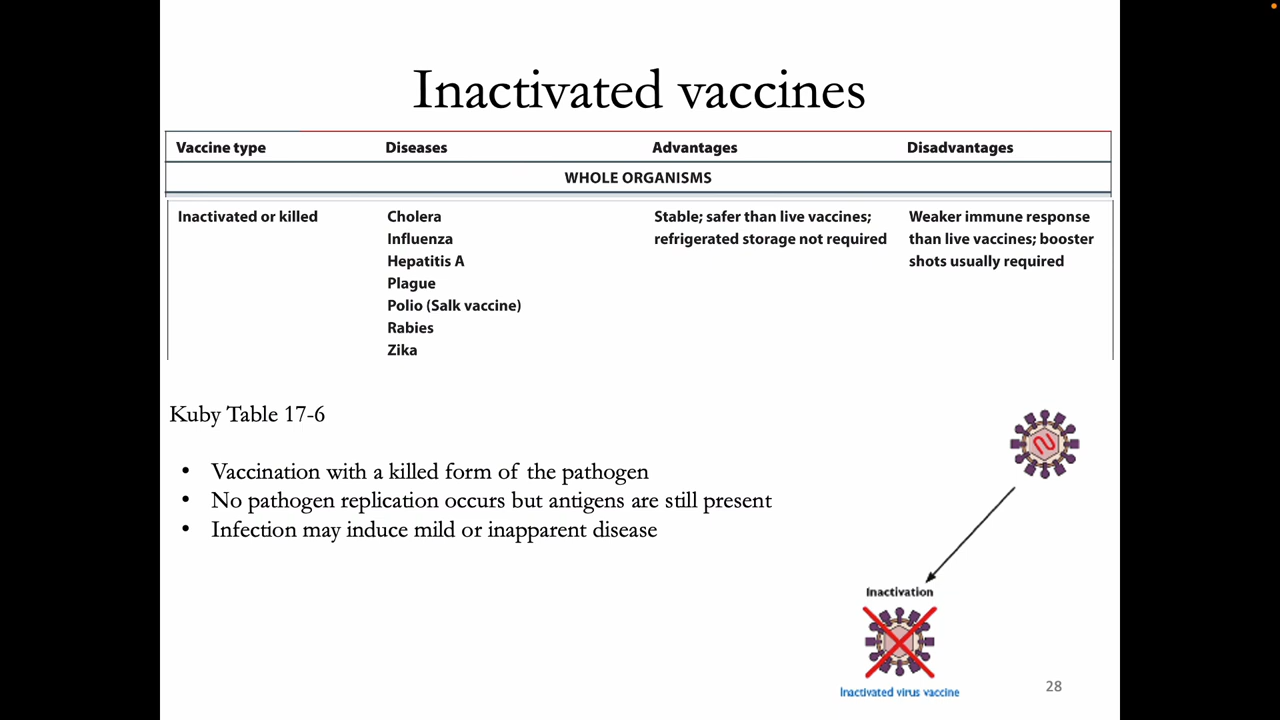 Inactivated vaccines
Vaccine type Diseases Advantages Disadvantages
WHOLE ORGANISMS
Inactivated or killed Cholera Stable; safer than live vaccines; Weaker immune response
Influenza refrigerated storage not required than live vaccines; booster
Hepatitis A shots usually required
Plague
Polio (Salk vaccine)
Rabies
Zika
Kuby Table 17-6
• Vaccination with a killed form of the pathogen
• No pathogen replication occurs but antigens are still present
• Infection may induce mild or inapparent disease
Inactivation
Inactivated virus vaccine
28